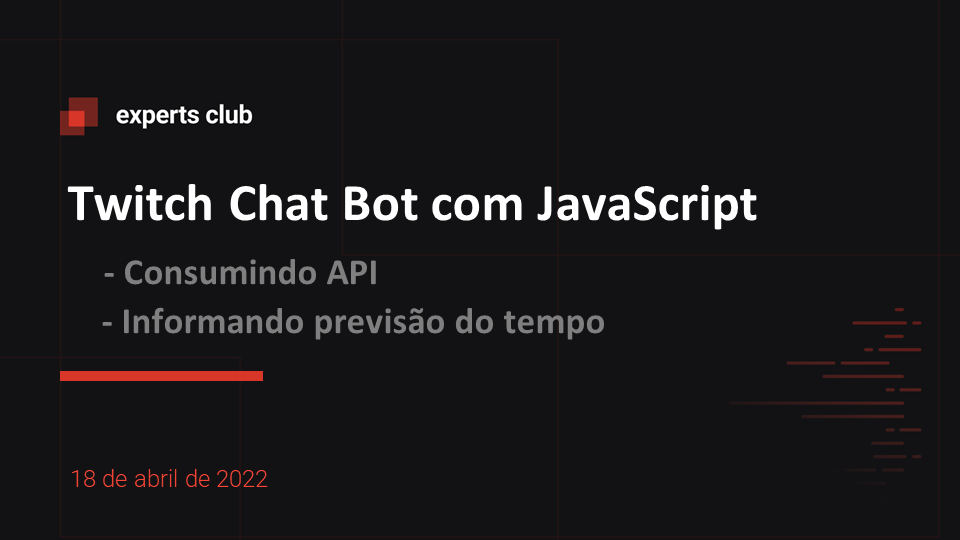 experts club
Twitch Chat Bot com JavaScript
- Consumindo API
- Informando previsão do tempo
18 de abril de 2022